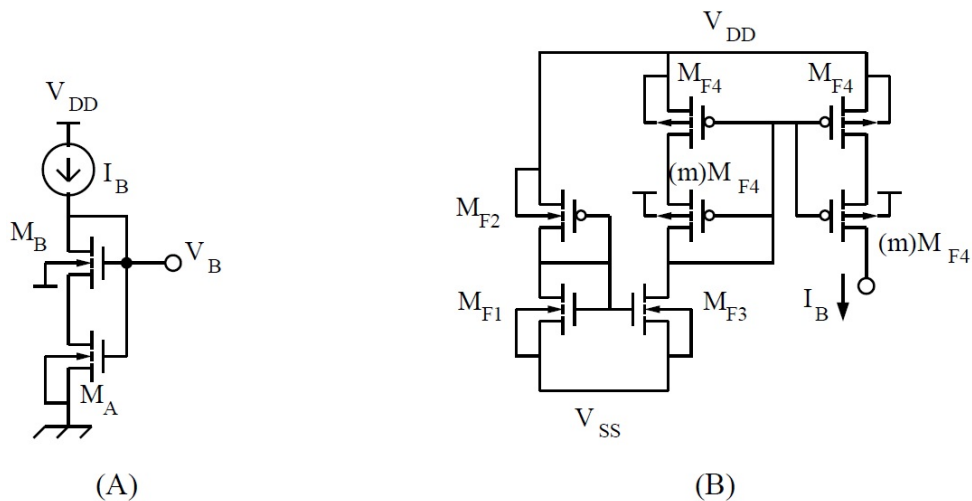 V DD
I B
M B
V B
M A
(A)
V DD
M F4
M F4
(m)M F4
M F2
(m)M F4
M F1
M F3
I B
V SS
(B)